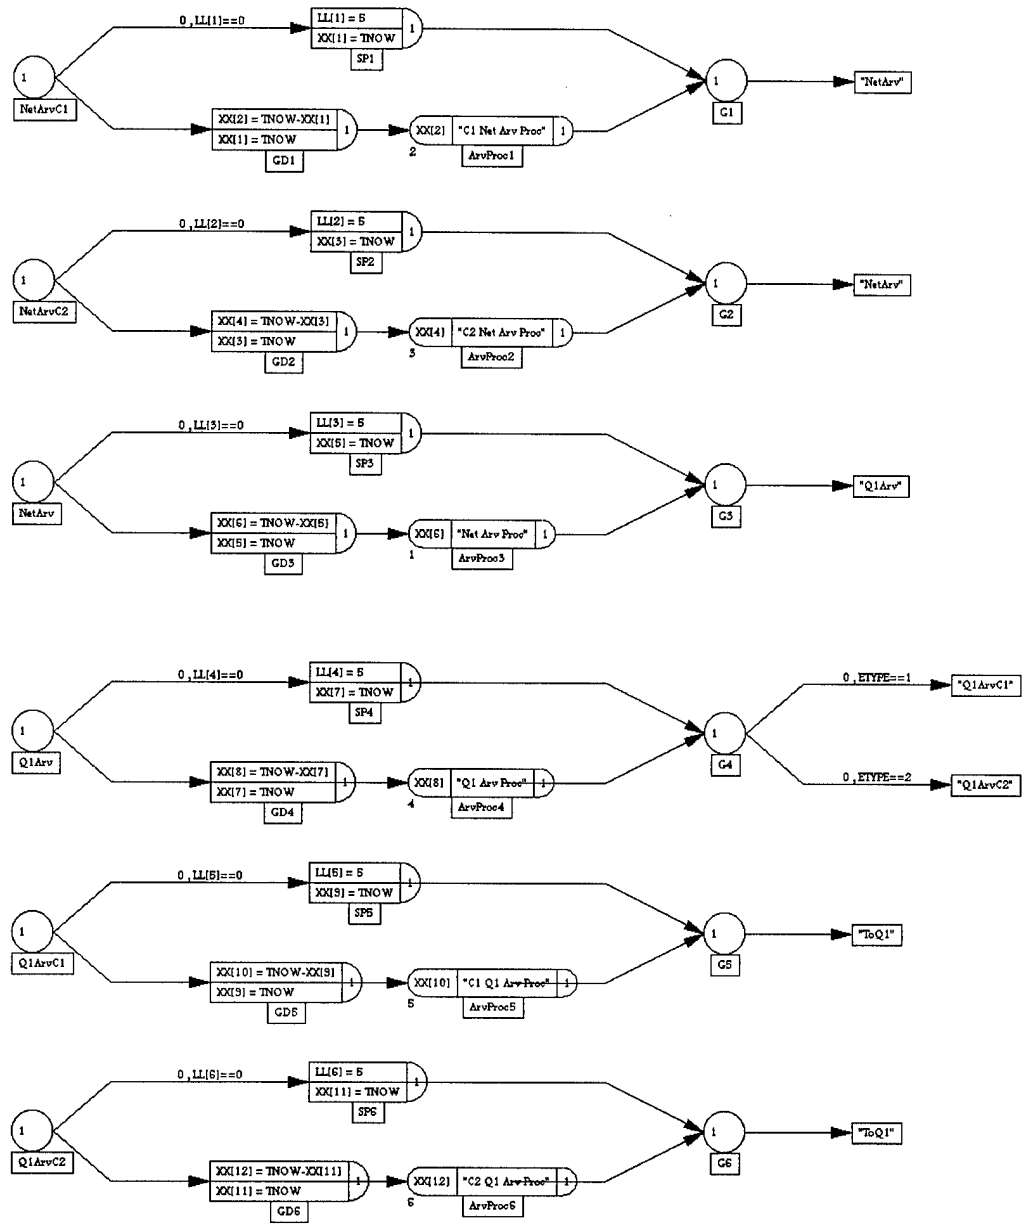 0 ,LL[1]==0
LL[1] = 5
XX[1] = TNOW
1
SP1
1
NetArvC1
XX[2] = TNOW-XX[1]
XX[1] = TNOW
1
GD1
XX[2]
"C1 Net Arv Proc"
1
2
ArvProc1
1
G1
"NetArv"
0 ,LL[2]==0
LL[2] = 5
XX[3] = TNOW
1
SP2
1
NetArvC2
XX[4] = TNOW-XX[3]
XX[3] = TNOW
1
GD2
XX[4]
"C2 Net Arv Proc"
1
3
ArvProc2
1
G2
"NetArv"
0 ,LL[3]==0
LL[3] = 5
XX[5] = TNOW
1
SP3
1
NetArv
XX[6] = TNOW-XX[5]
XX[5] = TNOW
1
GD3
XX[6]
"Net Arv Proc"
1
1
ArvProc3
1
G3
"Q1Arv"
0 ,LL[4]==0
LL[4] = 5
XX[7] = TNOW
1
SP4
1
Q1Arv
XX[8] = TNOW-XX[7]
XX[7] = TNOW
1
GD4
XX[8]
"Q1 Arv Proc"
1
4
ArvProc4
1
G4
0 ,ETYPE==1
"Q1ArvC1"
0 ,ETYPE==2
"Q1ArvC2"
0 ,LL[5]==0
LL[5] = 5
XX[9] = TNOW
1
SP5
1
Q1ArvC1
XX[10] = TNOW-XX[9]
XX[9] = TNOW
1
GD5
XX[10]
"C1 Q1 Arv Proc"
1
5
ArvProc5
1
G5
"ToQ1"
0 ,LL[6]==0
LL[6] = 5
XX[11] = TNOW
1
SP6
1
Q1ArvC2
XX[12] = TNOW-XX[11]
XX[11] = TNOW
1
GD6
XX[12]
"C2 Q1 Arv Proc"
1
6
ArvProc6
1
G6
"ToQ1"